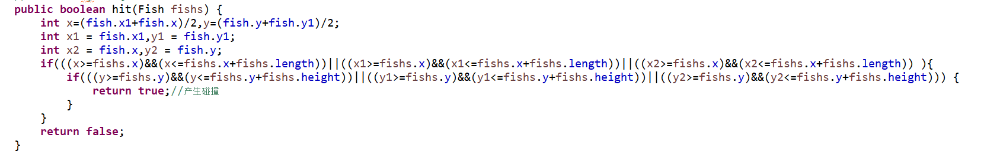 public boolean hit(Fish fishs) {
    int x=(fish.x1+fish.x)/2,y=(fish.y+fish.y1)/2;
    int x1 = fish.x1,y1 = fish.y1;
    int x2 = fish.x,y2 = fish.y;
    if(((x>=fishs.x)&&(x<=fishs.x+fishs.length))||((x1>=fishs.x)&&(x1<=fishs.x+fishs.length))||((x2>=fishs.x)&&(x2<=fishs.x+fishs.length)) ){
        if(((y>=fishs.y)&&(y<=fishs.y+fishs.height))||((y1>=fishs.y)&&(y1<=fishs.y+fishs.height))||((y2>=fishs.y)&&(y2<=fishs.y+fishs.height))) {
            return true;//产生碰撞
        }
    }
    return false;
}